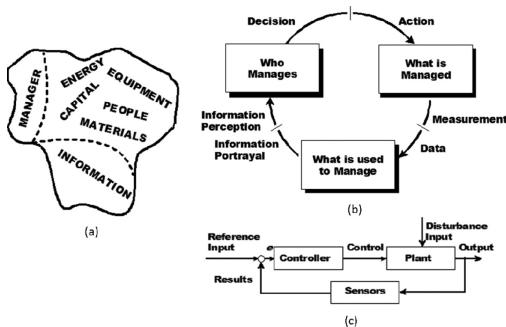 MANAGER
ENERGY
CAPITAL
EQUIPMENT
PEOPLE
MATERIALS
INFORMATION
(a)
Decision
Action
Who
Manages
What is
Managed
Information
Perception
Information
Portrayal
Measurement
Data
What is used
to Manage
(b)
Disturbance
Input
Reference
Input
e
Controller
Control
Plant
Output
Results
Sensors
(c)